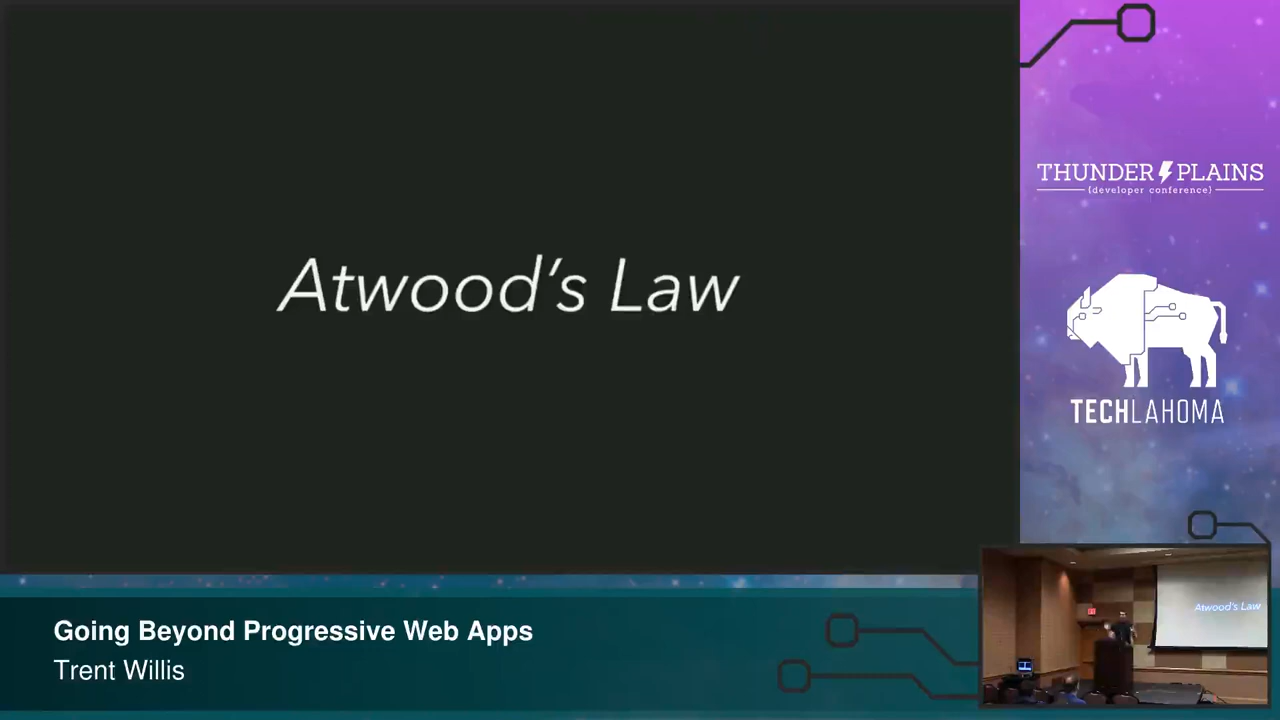 Atwood's Law
THUNDER PLAINS
{developer conference}
TECHLAHOMA
Going Beyond Progressive Web Apps
Trent Willis
Atwood's Law